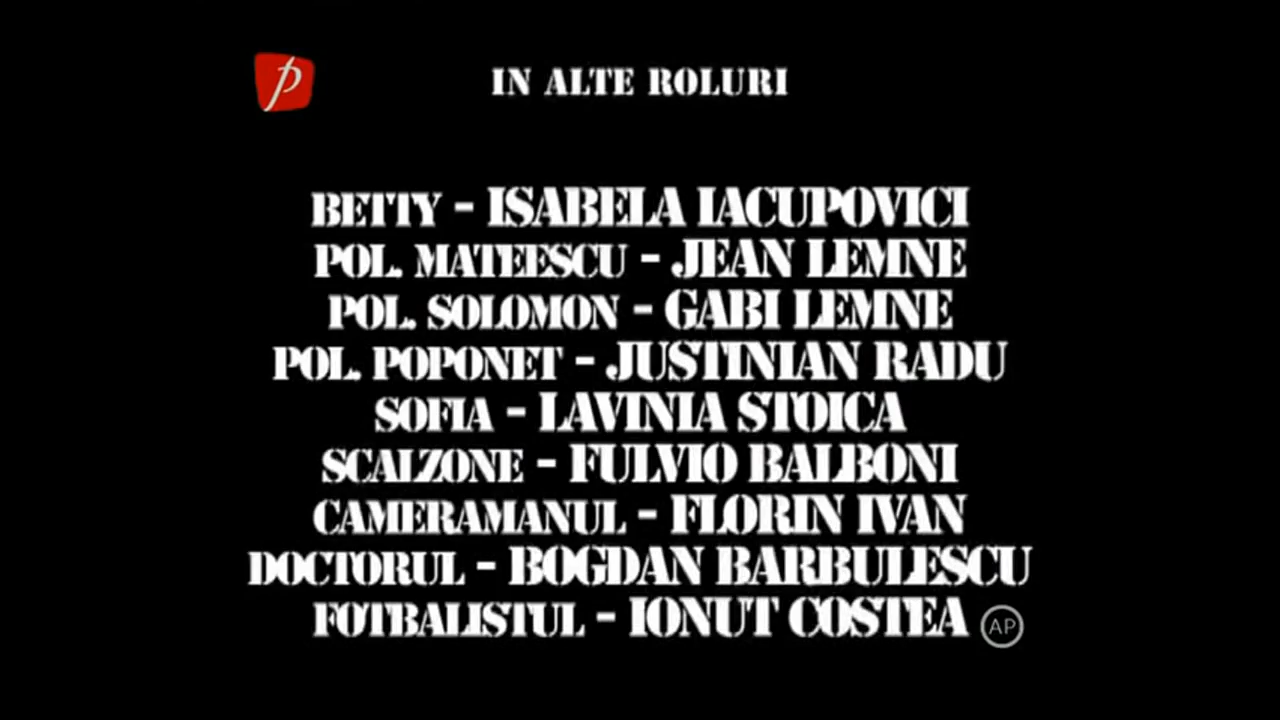 p
IN ALTE ROLURI
BETTY - ISABELA IACUPOVICI
POL. MATEESCU - JEAN LEMNE
POL. SOLOMON - GABI LEMNE
POL. POPONET - JUSTINIAN RADU
SOFIA - LAVINIA STOICA
SCALZONE - FULVIO BALBONI
CAMERAMANUL - FLORIN IVAN
DOCTORUL - BOGDAN BARBULESCU
FOTBALISTUL - IONUT COSTEA
AP